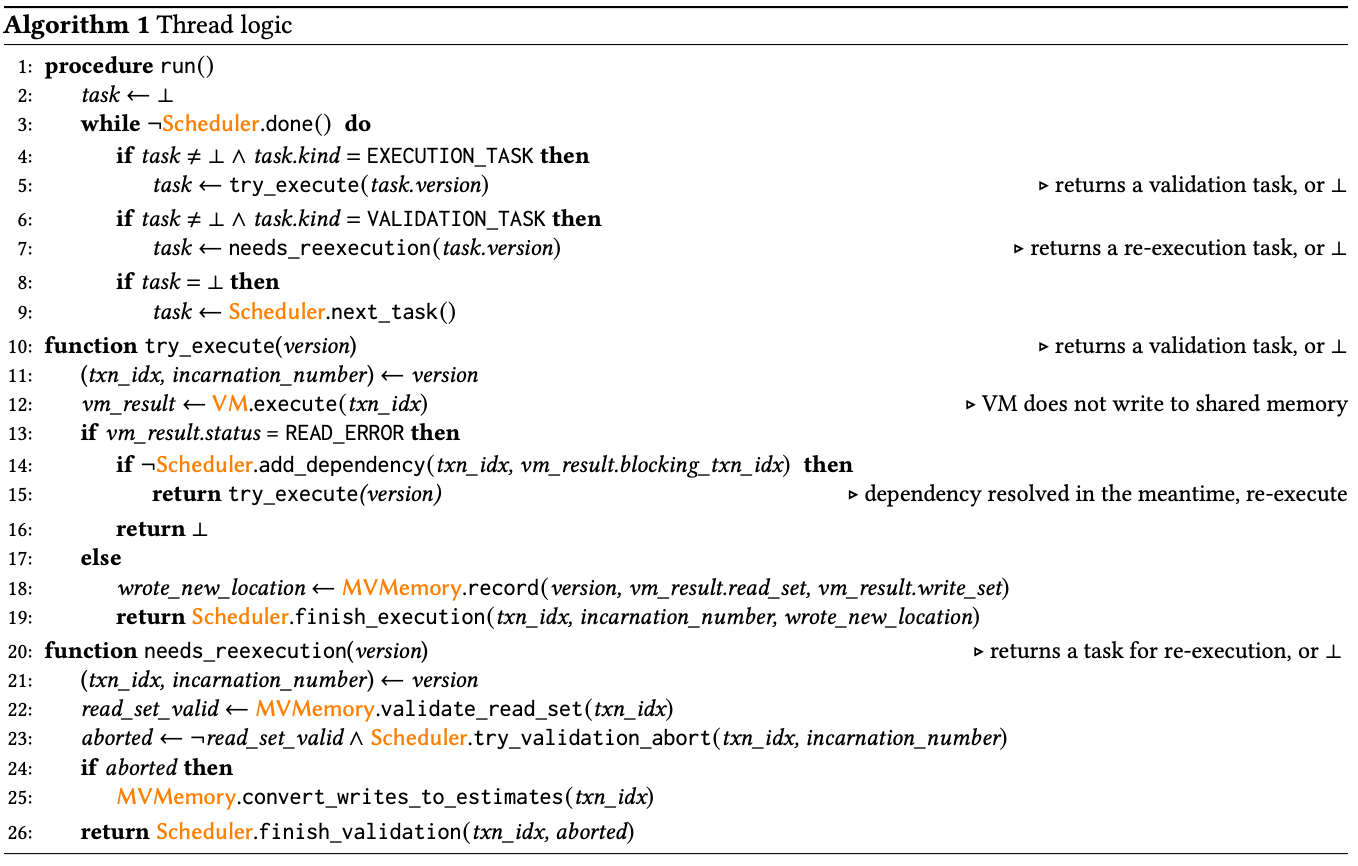 Algorithm 1 Thread logic
1: procedure run()
2: task ← ⊥
3: while ¬Scheduler.done() do
4: if task ≠ ⊥ ∧ task.kind = EXECUTION_TASK then
5: task ← try_execute(task.version) ▷ returns a validation task, or ⊥
6: if task ≠ ⊥ ∧ task.kind = VALIDATION_TASK then
7: task ← needs_reexecution(task.version) ▷ returns a re-execution task, or ⊥
8: if task = ⊥ then
9: task ← Scheduler.next_task()
10: function try_execute(version) ▷ returns a validation task, or ⊥
11: (txn_idx, incarnation_number) ← version
12: vm_result ← VM.execute(txn_idx) ▷ VM does not write to shared memory
13: if vm_result.status = READ_ERROR then
14: if ¬Scheduler.add_dependency(txn_idx, vm_result.blocking_txn_idx) then
15: return try_execute(version) ▷ dependency resolved in the meantime, re-execute
16: return ⊥
17: else
18: wrote_new_location ← MVMemory.record(version, vm_result.read_set, vm_result.write_set)
19: return Scheduler.finish_execution(txn_idx, incarnation_number, wrote_new_location)
20: function needs_reexecution(version) ▷ returns a task for re-execution, or ⊥
21: (txn_idx, incarnation_number) ← version
22: read_set_valid ← MVMemory.validate_read_set(txn_idx)
23: aborted ← ¬read_set_valid ∧ Scheduler.try_validation_abort(txn_idx, incarnation_number)
24: if aborted then
25: MVMemory.convert_writes_to_estimates(txn_idx)
26: return Scheduler.finish_validation(txn_idx, aborted)